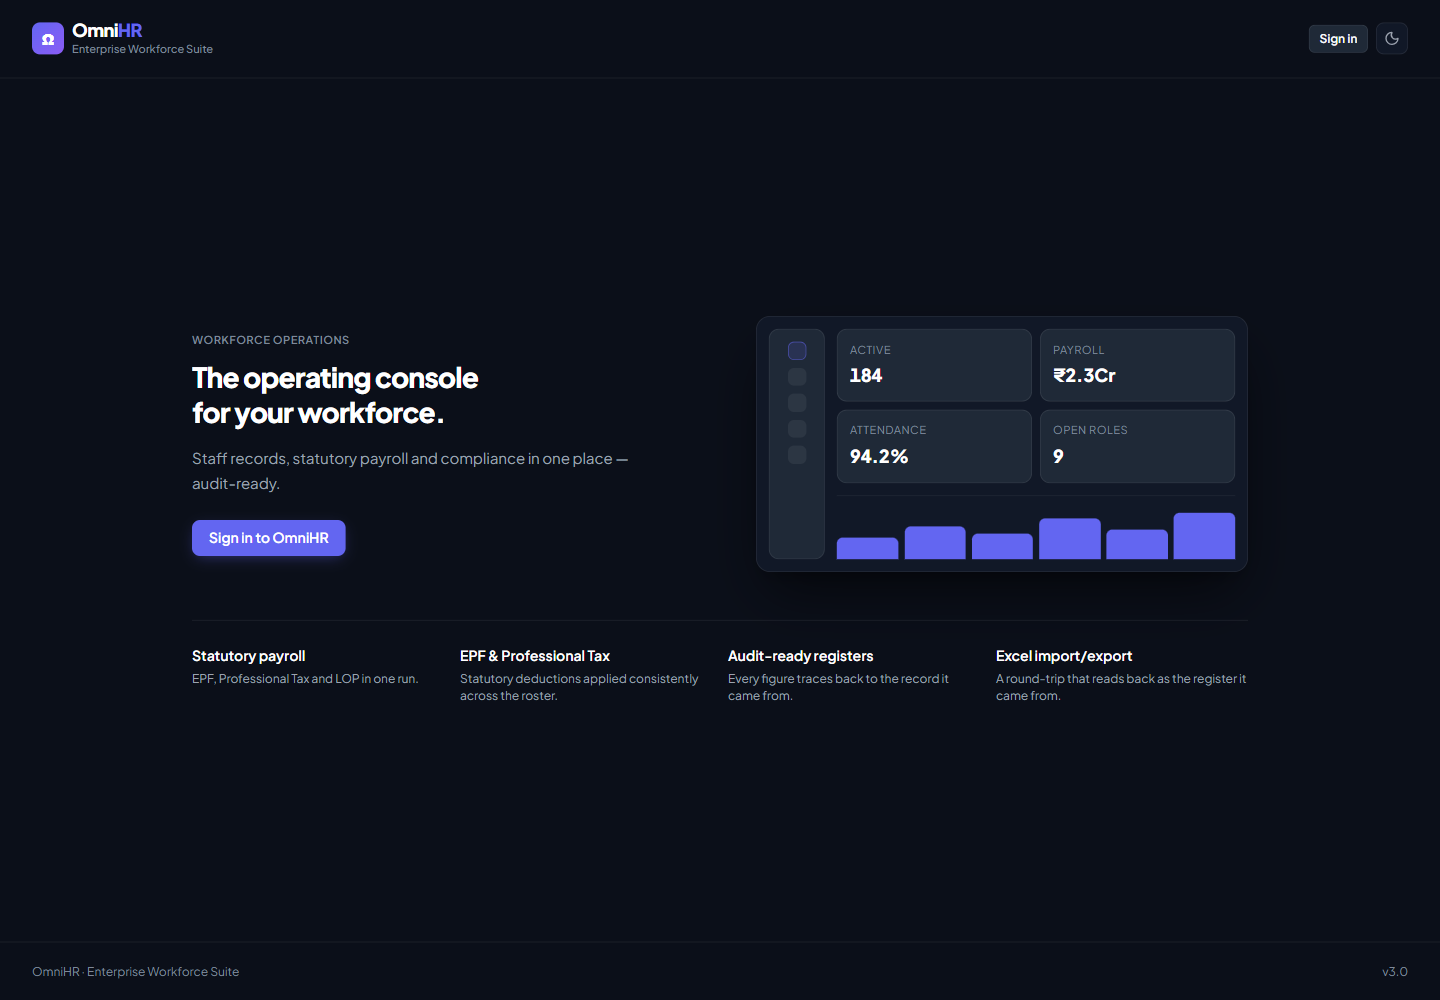 OmniHR
Enterprise Workforce Suite
Sign in
WORKFORCE OPERATIONS
The operating console
for your workforce.
Staff records, statutory payroll and compliance in one place —
audit-ready.
Sign in to OmniHR
ACTIVE
184
PAYROLL
₹2.3Cr
ATTENDANCE
94.2%
OPEN ROLES
9
Statutory payroll
EPF, Professional Tax and LOP in one run.
EPF & Professional Tax
Statutory deductions applied consistently
across the roster.
Audit-ready registers
Every figure traces back to the record it
came from.
Excel import/export
A round-trip that reads back as the register it
came from.
OmniHR · Enterprise Workforce Suite
v3.0